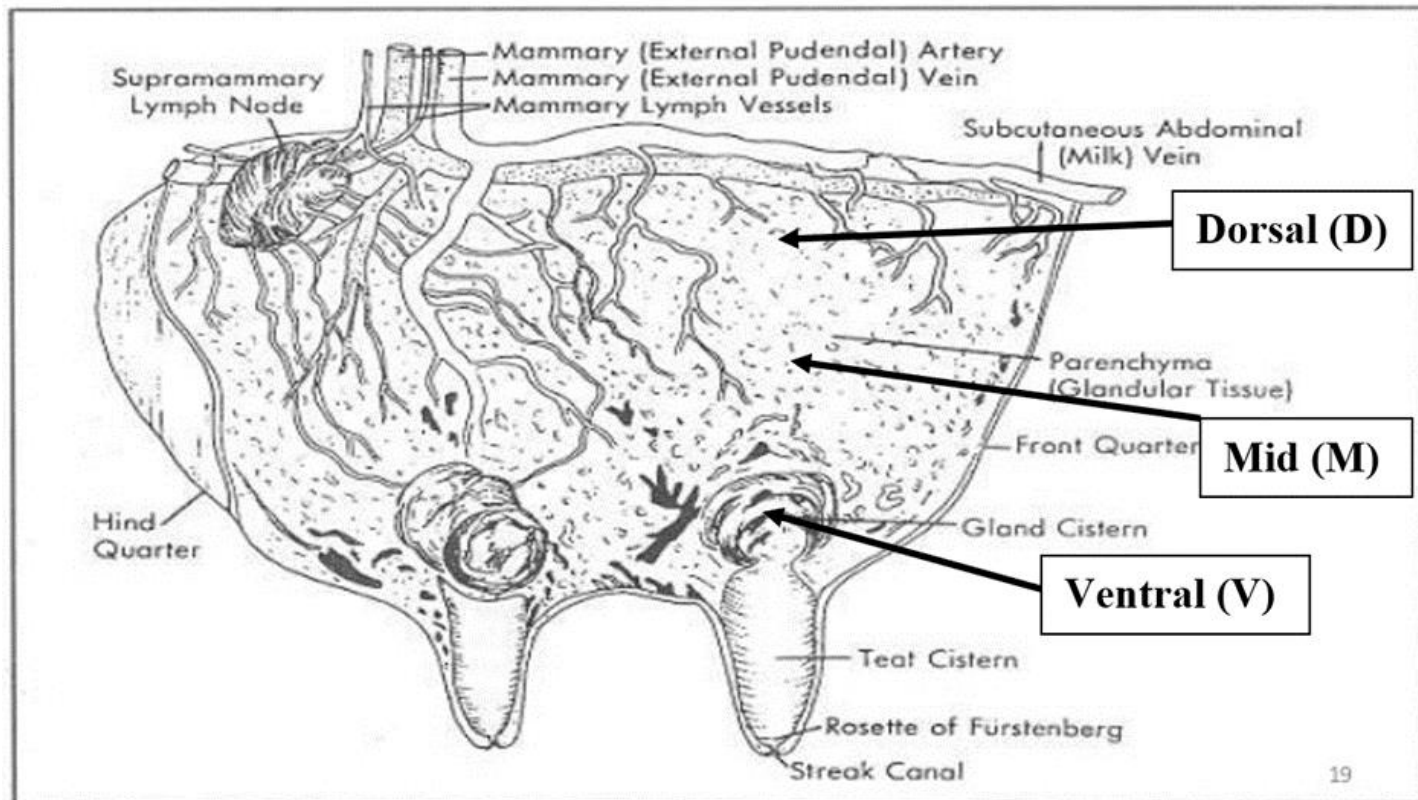 Mammary (External Pudendal) Artery
Mammary (External Pudendal) Vein
Mammary Lymph Vessels
Supramammary
Lymph Node
Subcutaneous Abdominal
(Milk) Vein
Dorsal (D)
Parenchyma
(Glandular Tissue)
Front Quarter
Mid (M)
Hind
Quarter
Gland Cistern
Ventral (V)
Teat Cistern
Rosette of Fürstenberg
Streak Canal
19